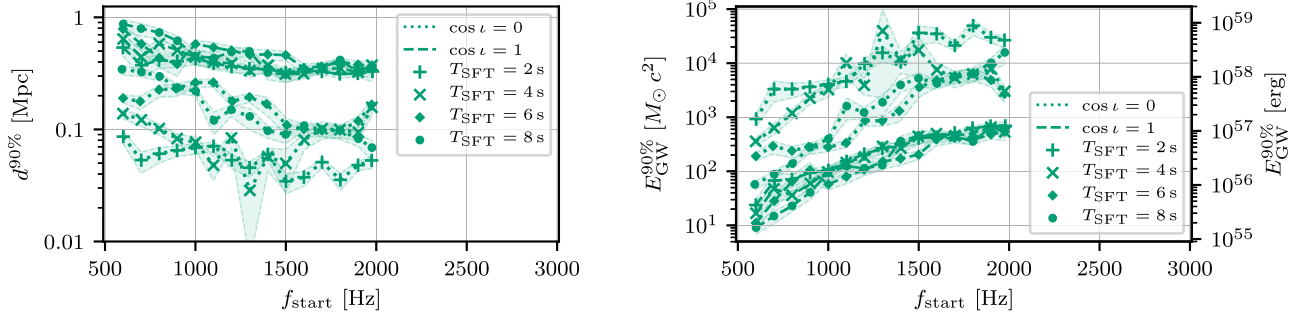 1
0.1
0.01
d^90% [Mpc]
500 1000 1500 2000 2500 3000
f_start [Hz]
cos ι = 0
cos ι = 1
T_SFT = 2 s
T_SFT = 4 s
T_SFT = 6 s
T_SFT = 8 s
10^5
10^4
10^3
10^2
10^1
E_GW^90% [M⊙ c^2]
500 1000 1500 2000 2500 3000
f_start [Hz]
cos ι = 0
cos ι = 1
T_SFT = 2 s
T_SFT = 4 s
T_SFT = 6 s
T_SFT = 8 s
10^59
10^58
10^57
10^56
10^55
E_GW^90% [erg]